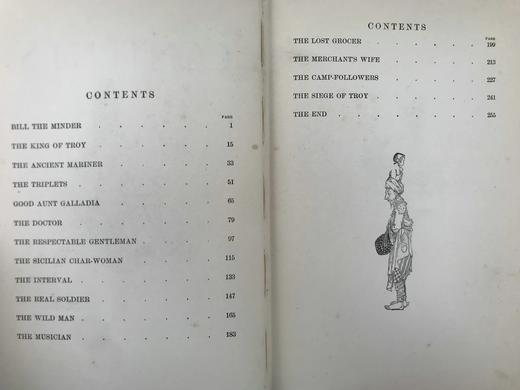 CONTENTS
PAGE
BILL THE MINDER . . . . . . 1
THE KING OF TROY . . . . . . 15
THE ANCIENT MARINER . . . . . 33
THE TRIPLETS . . . . . . 51
GOOD AUNT GALLADIA . . . . . 65
THE DOCTOR . . . . . . 79
THE RESPECTABLE GENTLEMAN . . . . 97
THE SICILIAN CHAR-WOMAN . . . . 115
THE INTERVAL . . . . . . 133
THE REAL SOLDIER . . . . . 147
THE WILD MAN . . . . . . 165
THE MUSICIAN . . . . . . 183
CONTENTS
PAGE
THE LOST GROCER . . . . . . 199
THE MERCHANT'S WIFE . . . . . 213
THE CAMP-FOLLOWERS . . . . . 227
THE SIEGE OF TROY . . . . . 241
THE END . . . . . . . 255